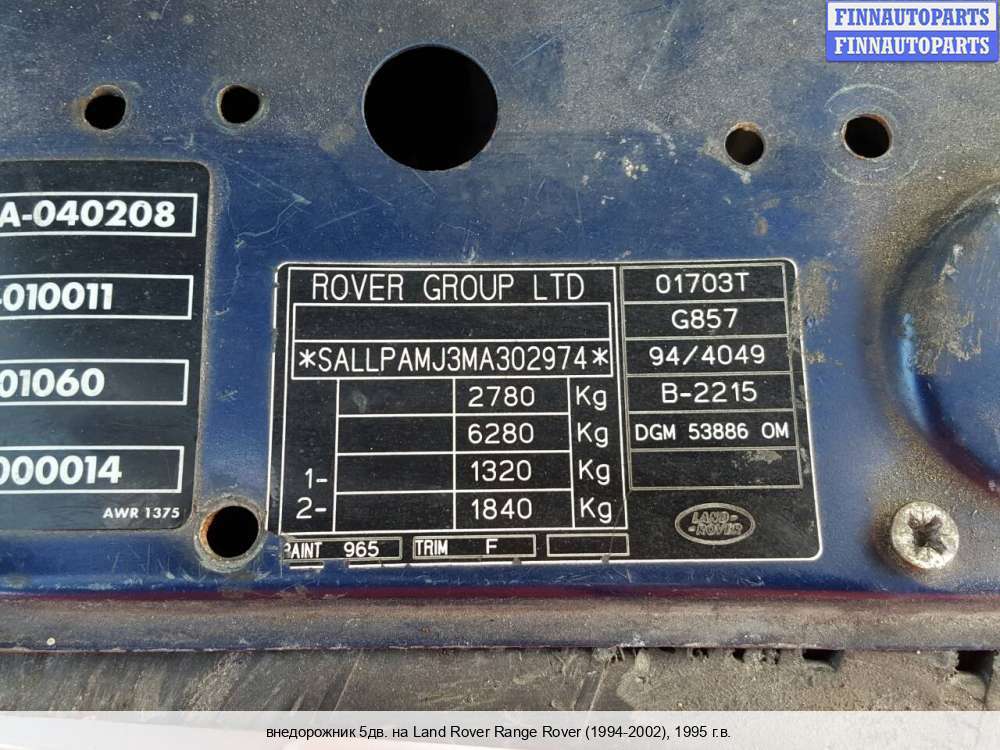 FINNAUTOPARTS
FINNAUTOPARTS
A-040208
-010011
01060
000014
AWR 1375
ROVER GROUP LTD
*SALLPAMJ3MA302974*
2780 Kg
6280 Kg
1- 1320 Kg
2- 1840 Kg
PAINT 965 TRIM F
01703T
G857
94/4049
B-2215
DGM 53886 OM
LAND-
ROVER
внедорожник 5дв. на Land Rover Range Rover (1994-2002), 1995 г.в.